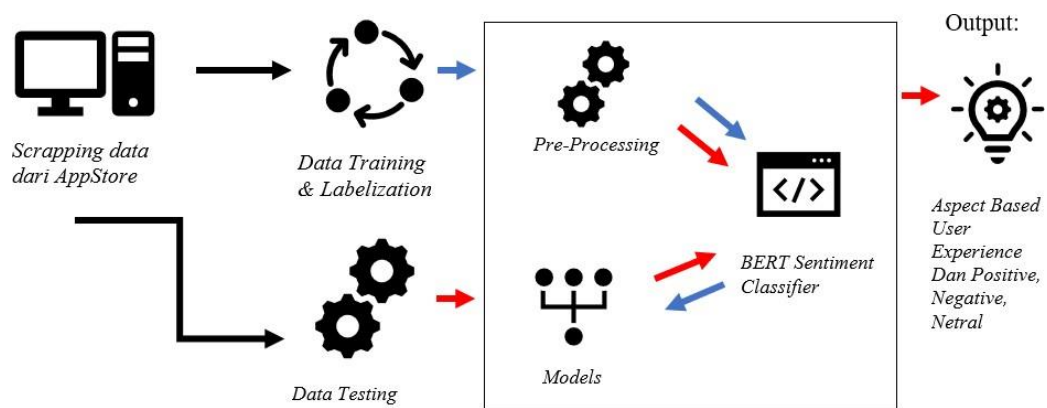 Output:
Scrapping data
dari AppStore
Data Training
& Labelization
Pre-Processing
</>
BERT Sentiment
Classifier
Aspect Based
User
Experience
Dan Positive,
Negative,
Netral
Data Testing
Models